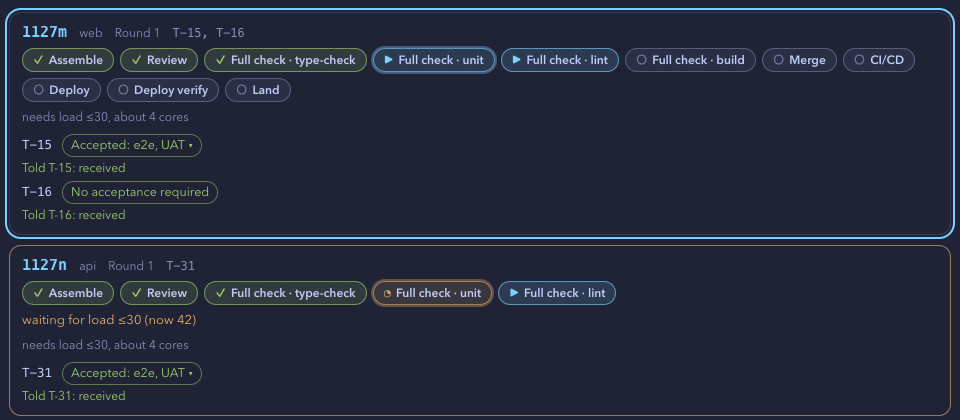 1127m web Round 1 T–15, T–16
✓ Assemble ✓ Review ✓ Full check · type-check ▶ Full check · unit ▶ Full check · lint ○ Full check · build ○ Merge ○ CI/CD
○ Deploy ○ Deploy verify ○ Land
needs load ≤30, about 4 cores
T–15 Accepted: e2e, UAT ▾
Told T-15: received
T–16 No acceptance required
Told T-16: received
1127n api Round 1 T–31
✓ Assemble ✓ Review ✓ Full check · type-check ◔ Full check · unit ▶ Full check · lint
waiting for load ≤30 (now 42)
needs load ≤30, about 4 cores
T–31 Accepted: e2e, UAT ▾
Told T-31: received